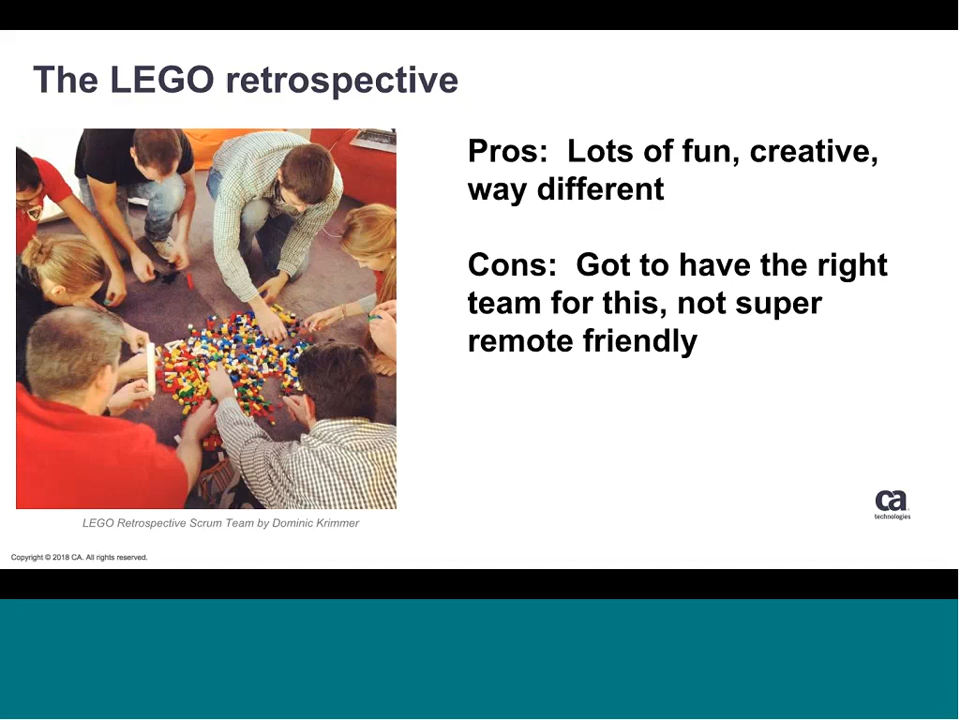 The LEGO retrospective
Pros:  Lots of fun, creative,
way different
Cons:  Got to have the right
team for this, not super
remote friendly
LEGO Retrospective Scrum Team by Dominic Krimmer
ca
technologies
Copyright © 2018 CA. All rights reserved.